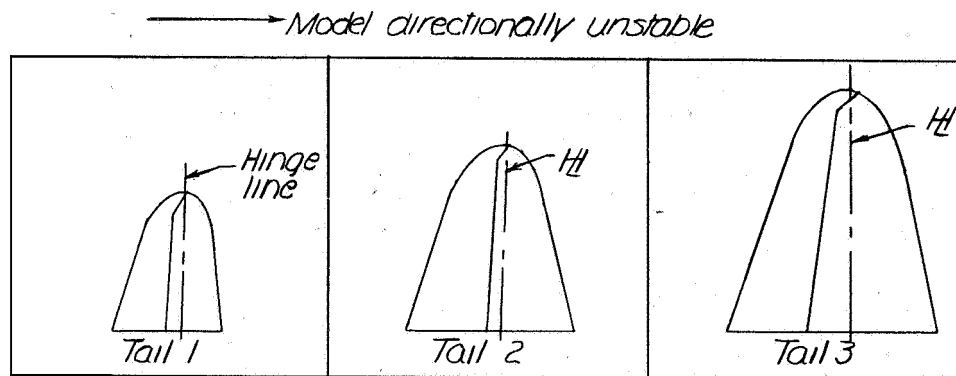 Model directionally unstable
Hinge
line
HL
HL
Tail 1
Tail 2
Tail 3